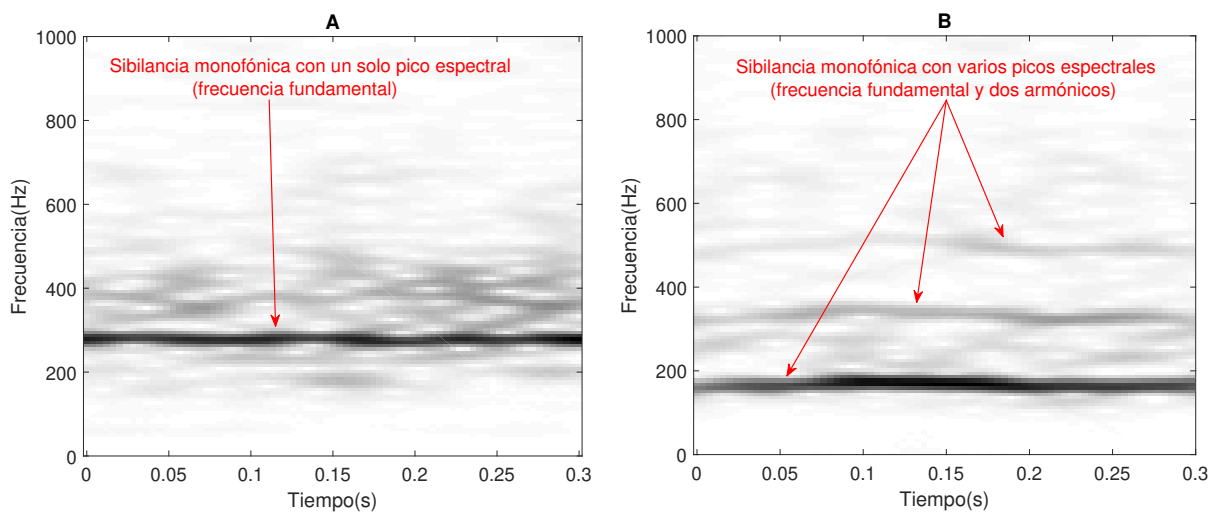 A
Sibilancia monofónica con un solo pico espectral
(frecuencia fundamental)
1000
800
600
400
200
0
Frecuencia(Hz)
0
0.05
0.1
0.15
0.2
0.25
0.3
Tiempo(s)
B
Sibilancia monofónica con varios picos espectrales
(frecuencia fundamental y dos armónicos)
1000
800
600
400
200
0
Frecuencia(Hz)
0
0.05
0.1
0.15
0.2
0.25
0.3
Tiempo(s)